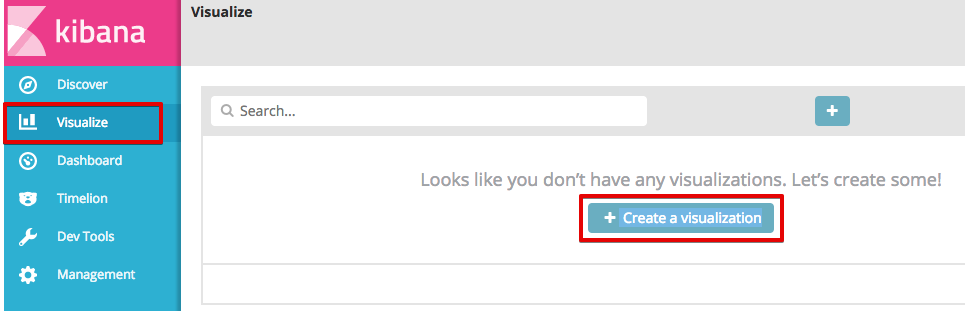 kibana
Discover
Visualize
Dashboard
Timelion
Dev Tools
Management
Visualize
Search...
+
Looks like you don’t have any visualizations. Let’s create some!
+ Create a visualization